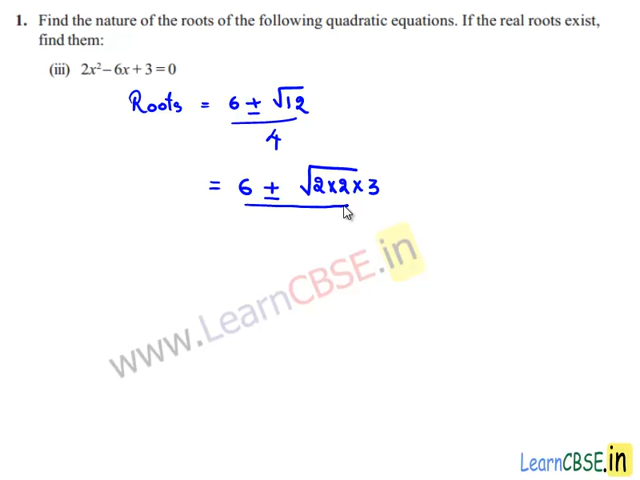 1. Find the nature of the roots of the following quadratic equations. If the real roots exist,
find them:
(iii) 2x² – 6x + 3 = 0
Roots = 6 ± √12
4
= 6 ± √2×2×3
www.LearnCBSE.in
LearnCBSE.in